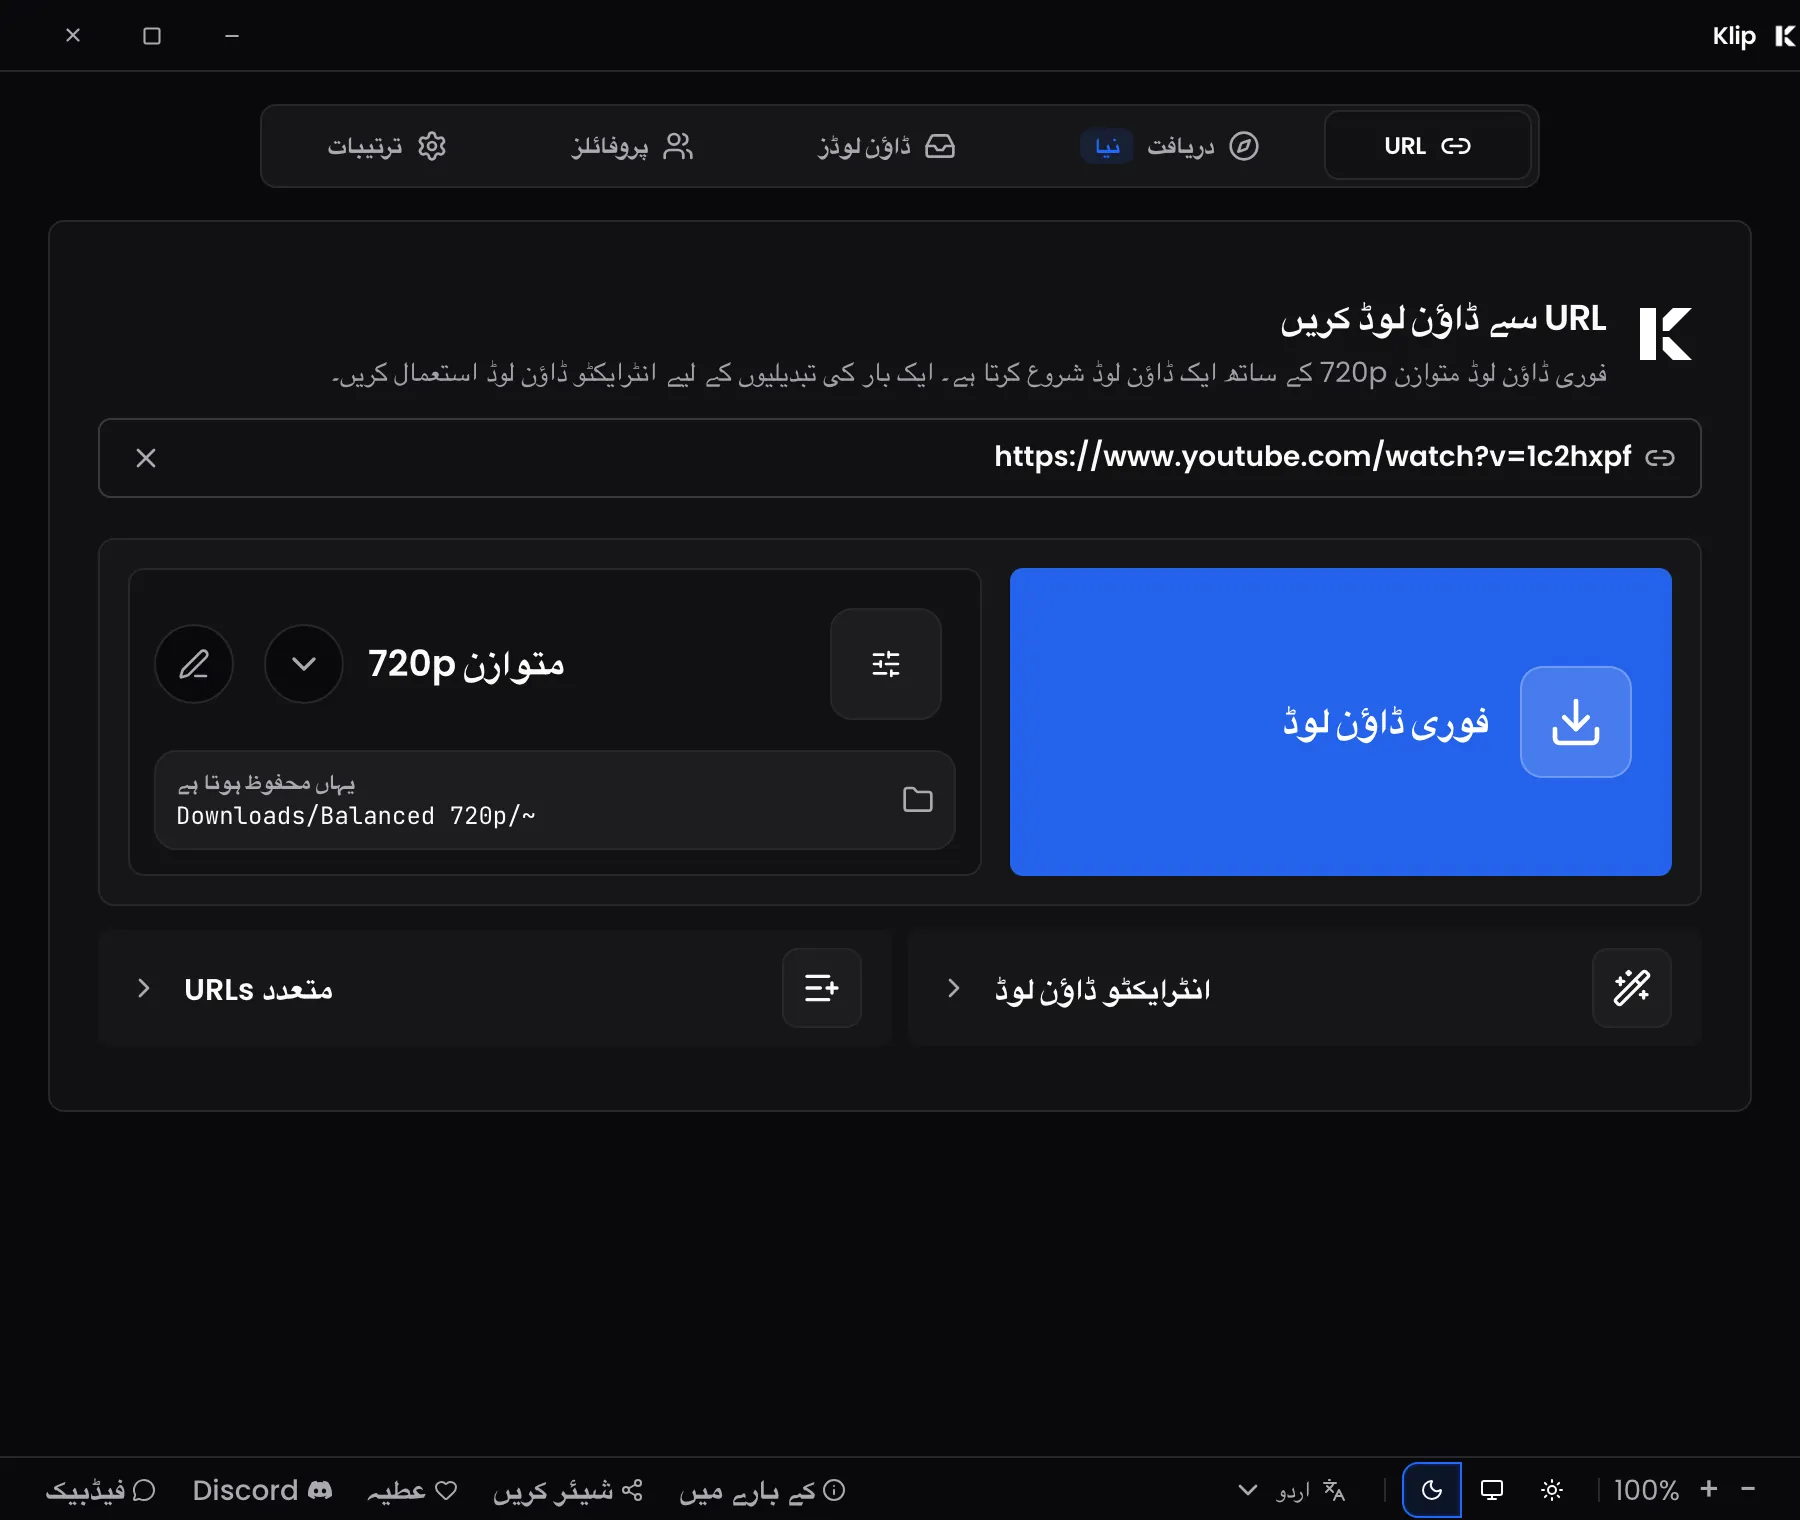 Klip
URL
دریافت نیا
ڈاؤن لوڈز
پروفائلز
ترتیبات
URL سے ڈاؤن لوڈ کریں
فوری ڈاؤن لوڈ متوازن 720p کے ساتھ ایک ڈاؤن لوڈ شروع کرتا ہے۔ ایک بار کی تبدیلیوں کے لیے انٹرایکٹو ڈاؤن لوڈ استعمال کریں۔
https://www.youtube.com/watch?v=1c2hxpf
فوری ڈاؤن لوڈ
متوازن 720p
یہاں محفوظ ہوتا ہے
Downloads/Balanced 720p/~
انٹرایکٹو ڈاؤن لوڈ
متعدد URLs
100%
اردو
کے بارے میں
شیئر کریں
عطیہ
Discord
فیڈبیک